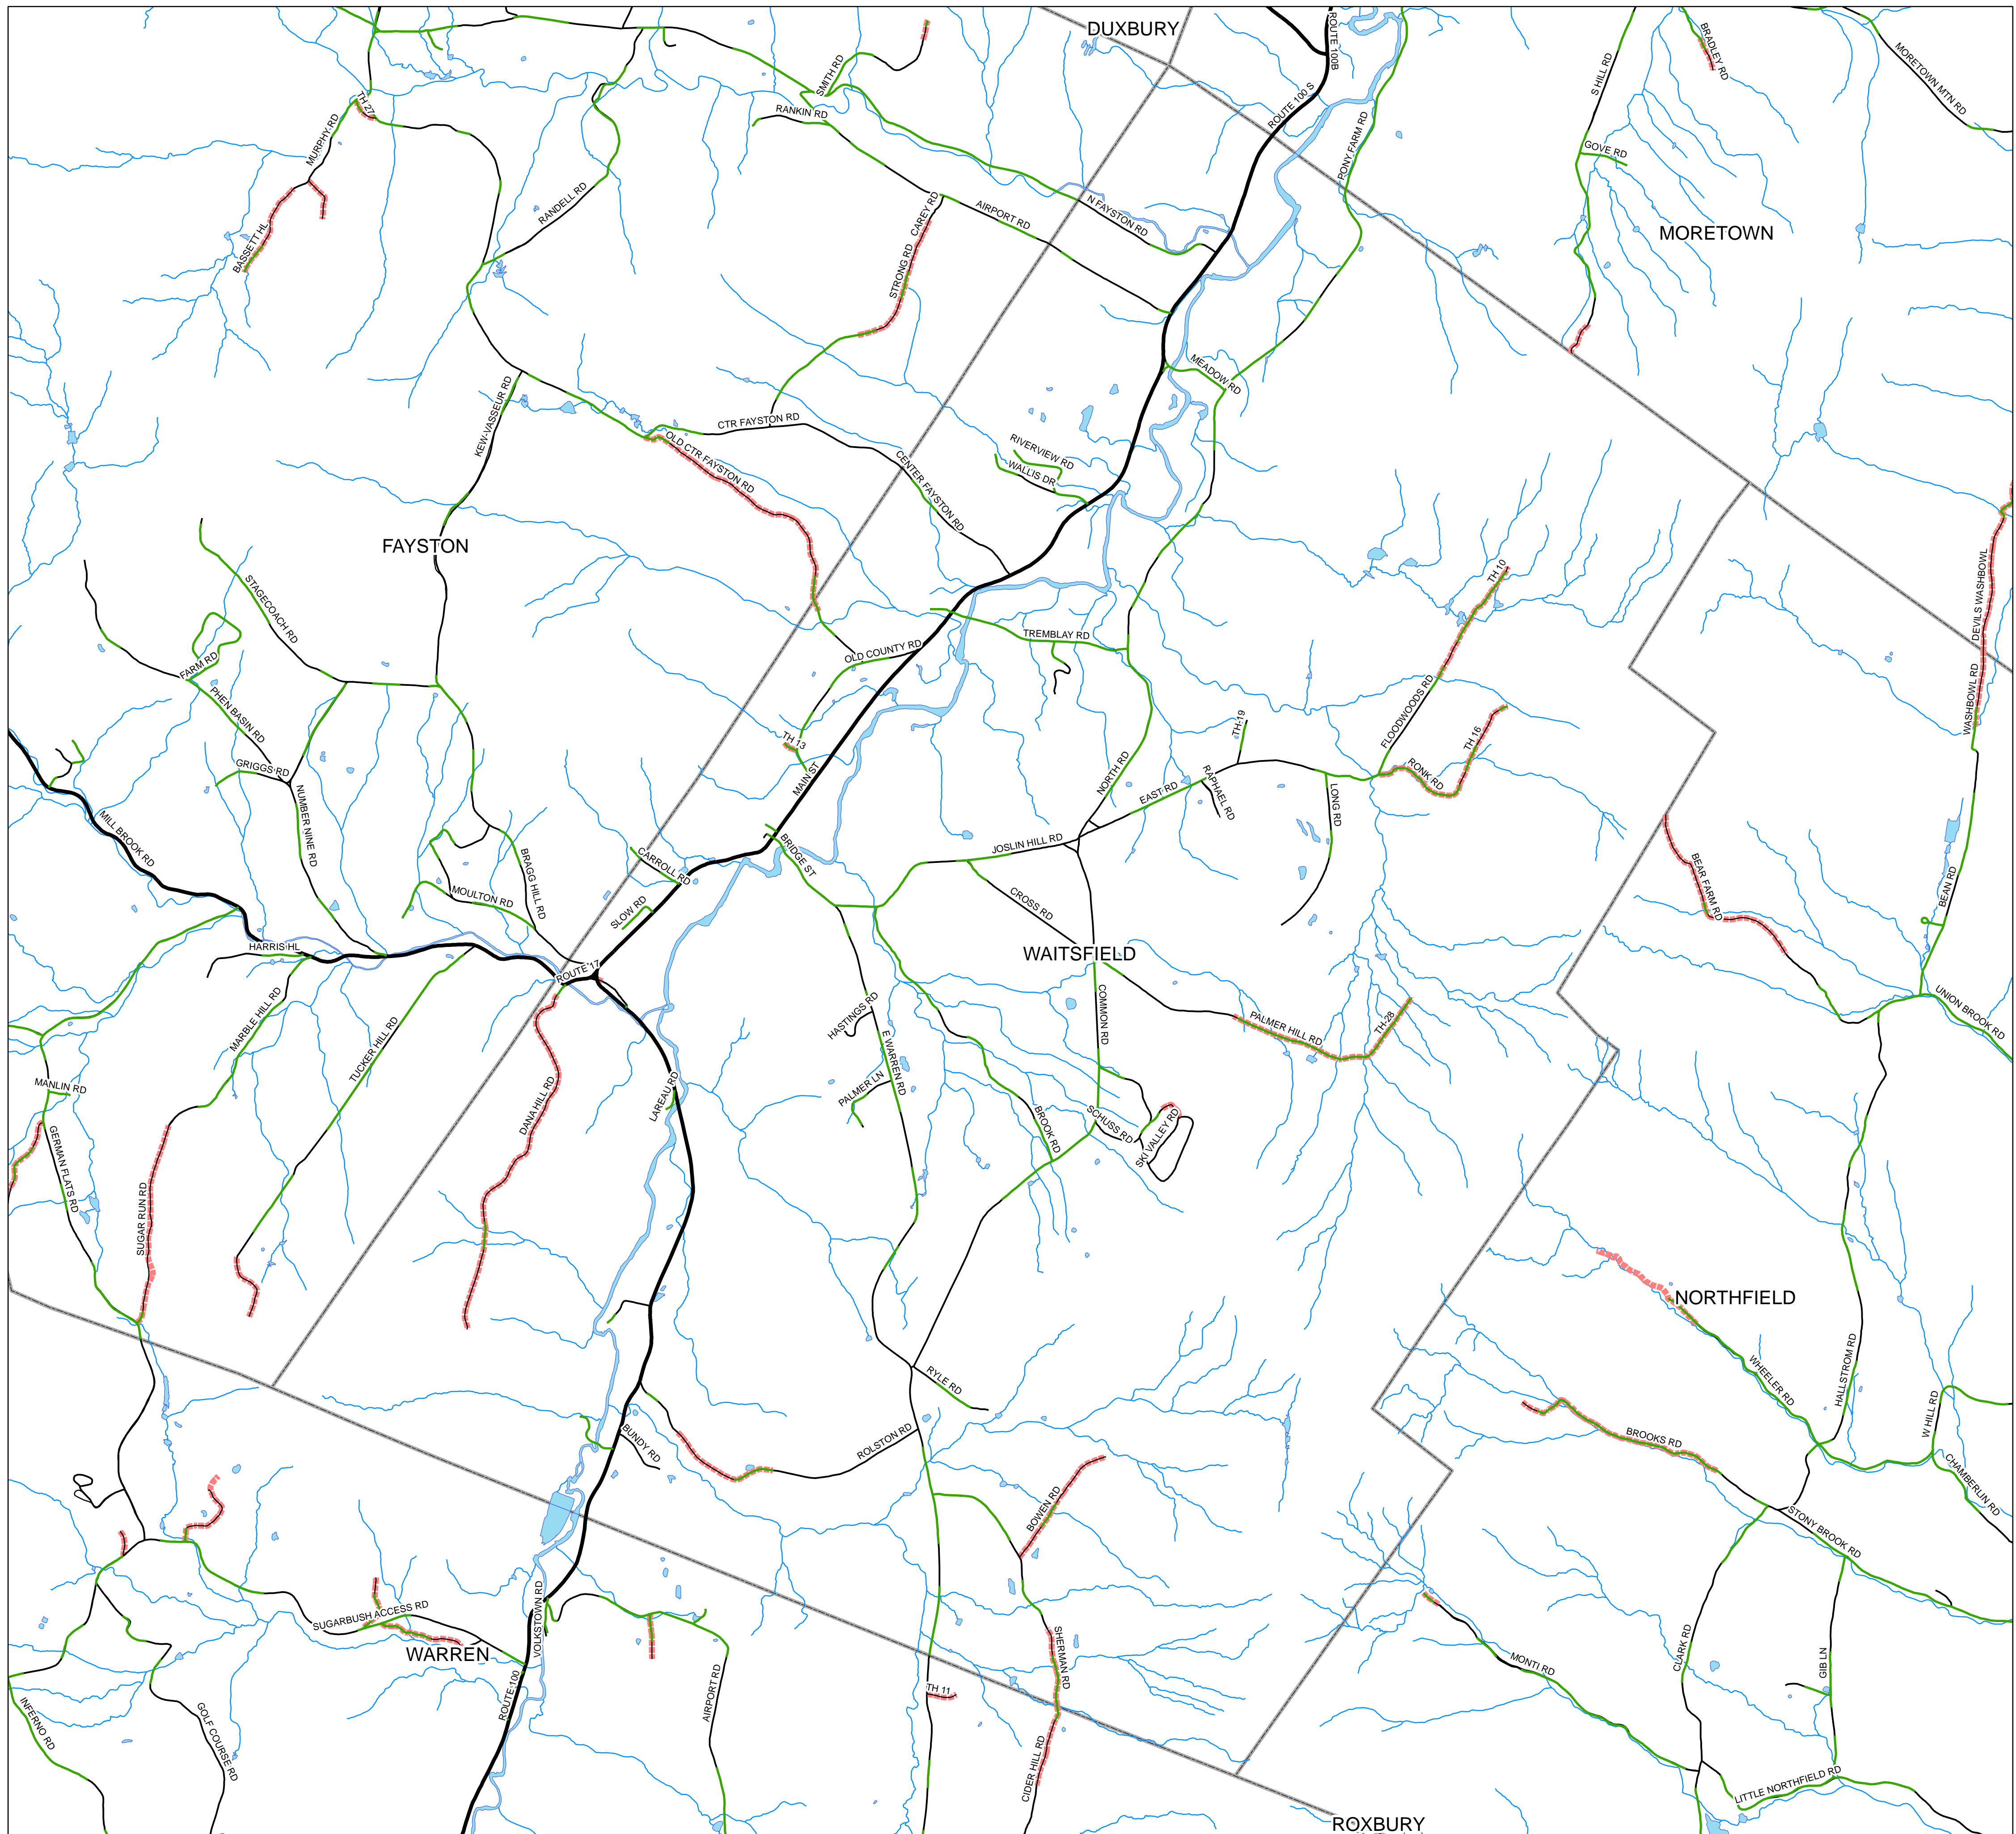 DUXBURY
ROUTE 100B
BRADLEY RD
MORETOWN MTN RD
S HILL RD
SMITH RD
TH 27
RANKIN RD
ROUTE 100 S
PONY FARM RD
MURPHY RD
GOVE RD
RANDELL RD
CAREY RD
AIRPORT RD
N FAYSTON RD
MORETOWN
BASSETT HL
STRONG RD
MEADOW RD
KEW-VASSEUR RD
CTR FAYSTON RD
OLD CTR FAYSTON RD
RIVERVIEW RD
WALLIS DR
CENTER FAYSTON RD
FAYSTON
TH 10
DEVILS WASHBOWL
STAGECOACH RD
TREMBLAY RD
OLD COUNTY RD
FARM RD
WASHBOWL RD
PHEN BASIN RD
FLOODWOODS RD
TH 13
TH-19
TH 16
GRIGGS RD
MAIN ST
NORTH RD
RONK RD
EAST RD
RAPHAEL RD
LONG RD
NUMBER NINE RD
MILL BROOK RD
BRIDGE ST
JOSLIN HILL RD
CARROLL RD
BRAGG HILL RD
MOULTON RD
BEAR FARM RD
BEAN RD
CROSS RD
SLOW RD
HARRIS HL
WAITSFIELD
ROUTE 17
UNION BROOK RD
MARBLE HILL RD
HASTINGS RD
COMMON RD
PALMER HILL RD
TH-28
TUCKER HILL RD
E WARREN RD
MANLIN RD
PALMER LN
LAREAU RD
DANA HILL RD
BROOK RD
SCHUSS RD
SKI VALLEY RD
GERMAN FLATS RD
SUGAR RUN RD
NORTHFIELD
RYLE RD
WHEELER RD
HALLSTROM RD
W HILL RD
BUNDY RD
ROLSTON RD
BROOKS RD
CHAMBERLIN RD
BOWEN RD
STONY BROOK RD
VOLKSTOWN RD
SUGARBUSH ACCESS RD
WARREN
SHERMAN RD
CLARK RD
GIB LN
MONTI RD
ROUTE 100
AIRPORT RD
TH 11
INFERNO RD
GOLF COURSE RD
CIDER HILL RD
LITTLE NORTHFIELD RD
ROXBURY